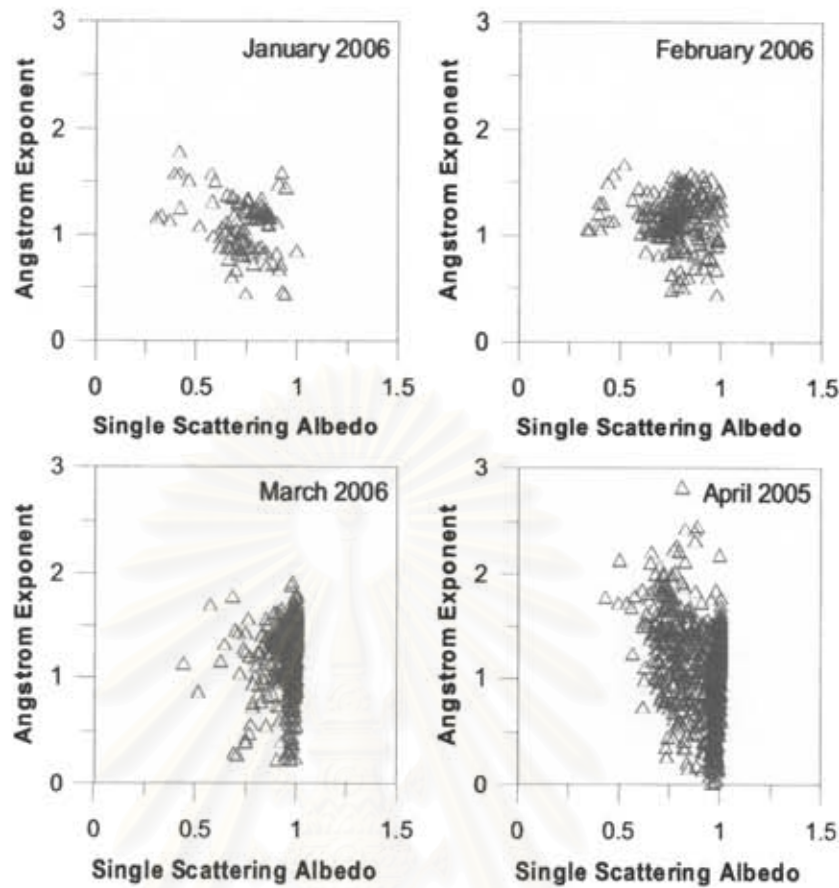 January 2006
3
2
1
0
Angstrom Exponent
0 0.5 1 1.5
Single Scattering Albedo
February 2006
3
2
1
0
Angstrom Exponent
0 0.5 1 1.5
Single Scattering Albedo
March 2006
3
2
1
0
Angstrom Exponent
0 0.5 1 1.5
Single Scattering Albedo
April 2005
3
2
1
0
Angstrom Exponent
0 0.5 1 1.5
Single Scattering Albedo